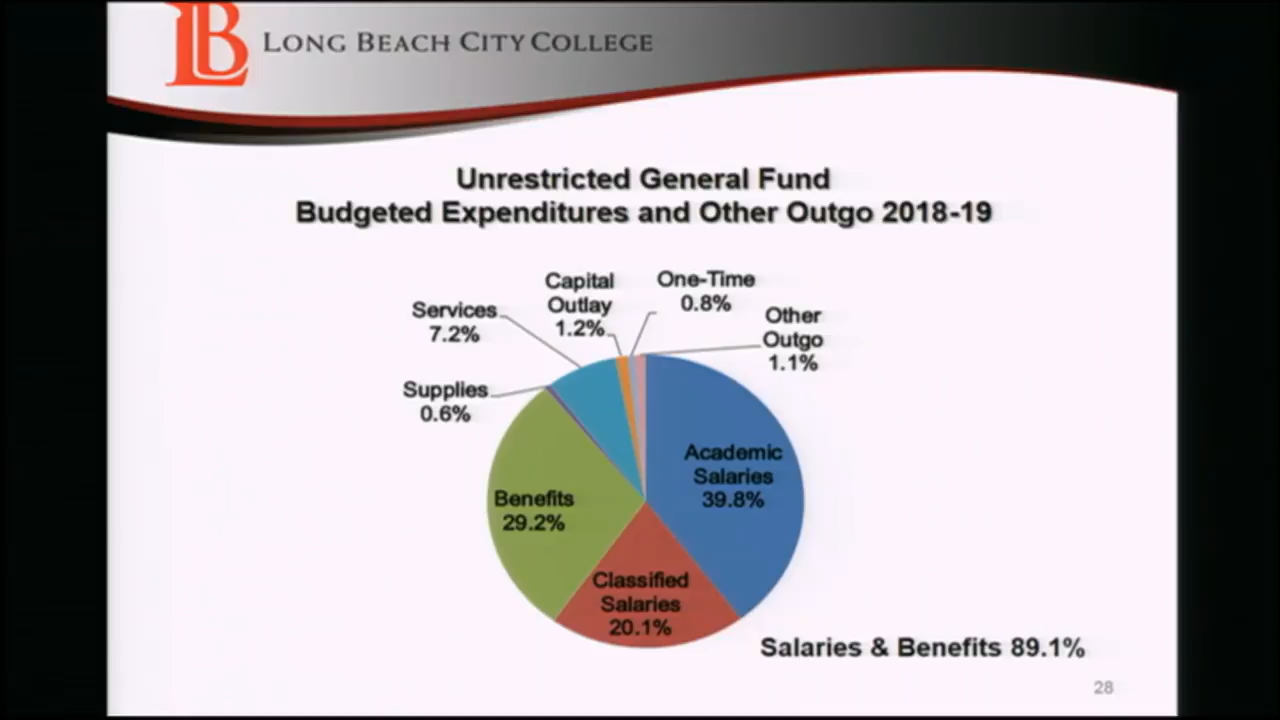 LB
LONG BEACH CITY COLLEGE
Unrestricted General Fund
Budgeted Expenditures and Other Outgo 2018-19
Capital
Outlay
1.2%
One-Time
0.8%
Services
7.2%
Other
Outgo
1.1%
Supplies
0.6%
Academic
Salaries
39.8%
Benefits
29.2%
Classified
Salaries
20.1%
Salaries & Benefits 89.1%
28